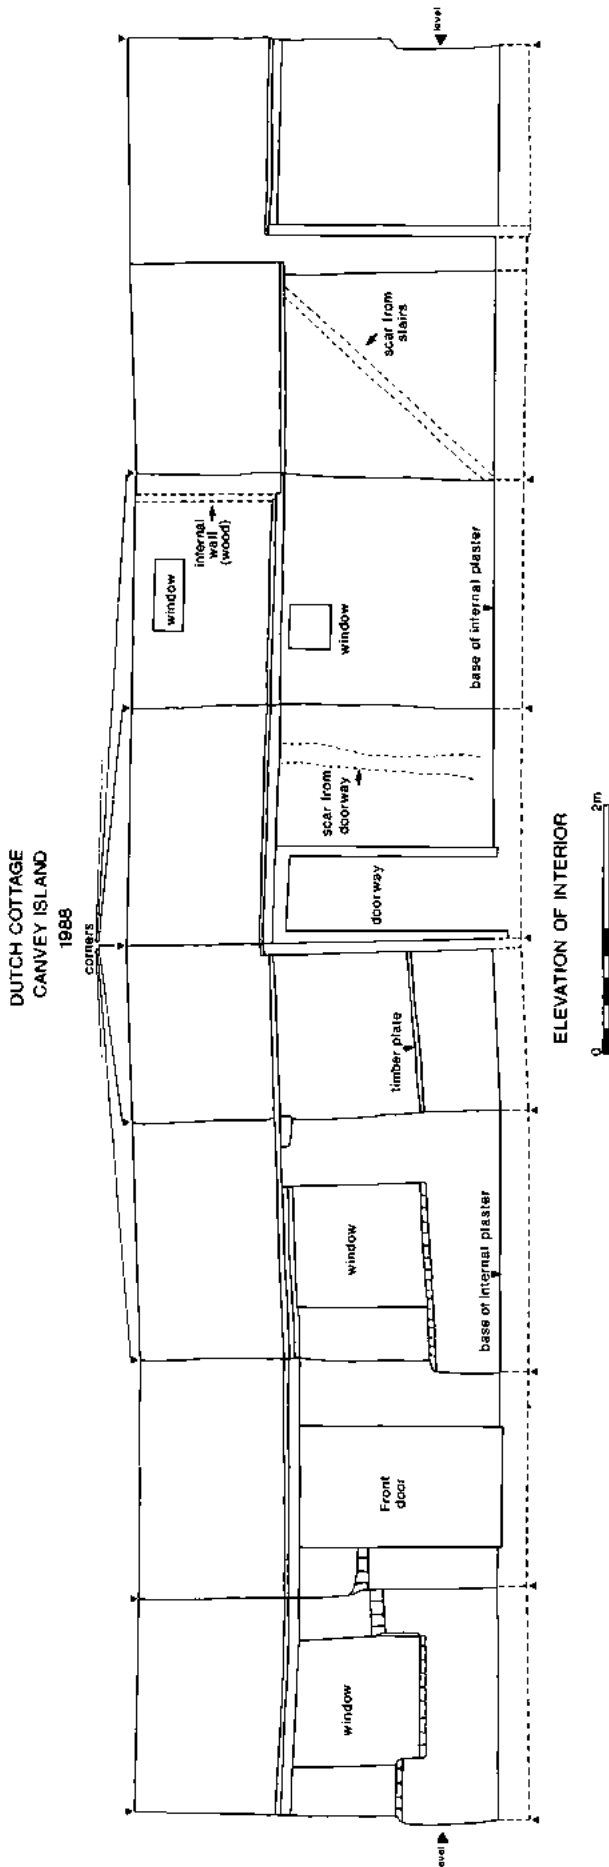 DUTCH COTTAGE
CANVEY ISLAND
1988
corners
level
window
Front
door
window
base of internal plaster
timber plate
doorway
scar from
doorway
window
window
internal
wall
(wood)
base of internal plaster
scar from
stairs
level
ELEVATION OF INTERIOR
0
2m